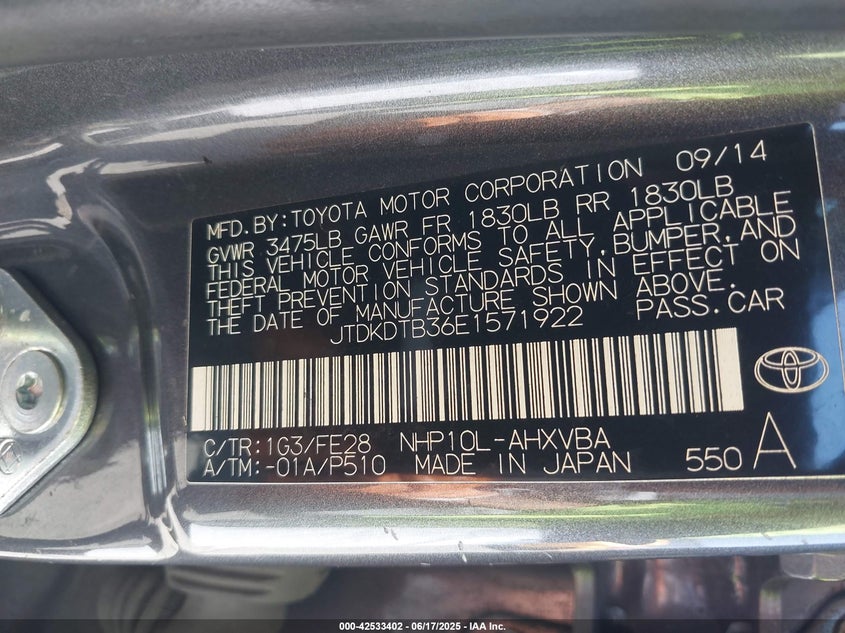 MFD.BY:TOYOTA MOTOR CORPORATION 09/14
GVWR 3475LB GAWR FR 1830LB RR 1830LB
THIS VEHICLE CONFORMS TO ALL APPLICABLE
FEDERAL MOTOR VEHICLE SAFETY,BUMPER,AND
THEFT PREVENTION STANDARDS IN EFFECT ON
THE DATE OF MANUFACTURE SHOWN ABOVE.
JTDKDTB36E1571922 PASS.CAR
C/TR:1G3/FE28 NHP10L-AHXVBA
A/TM:-01A/P510 MADE IN JAPAN 550 A
000-42533402 - 06/17/2025 - IAA Inc.